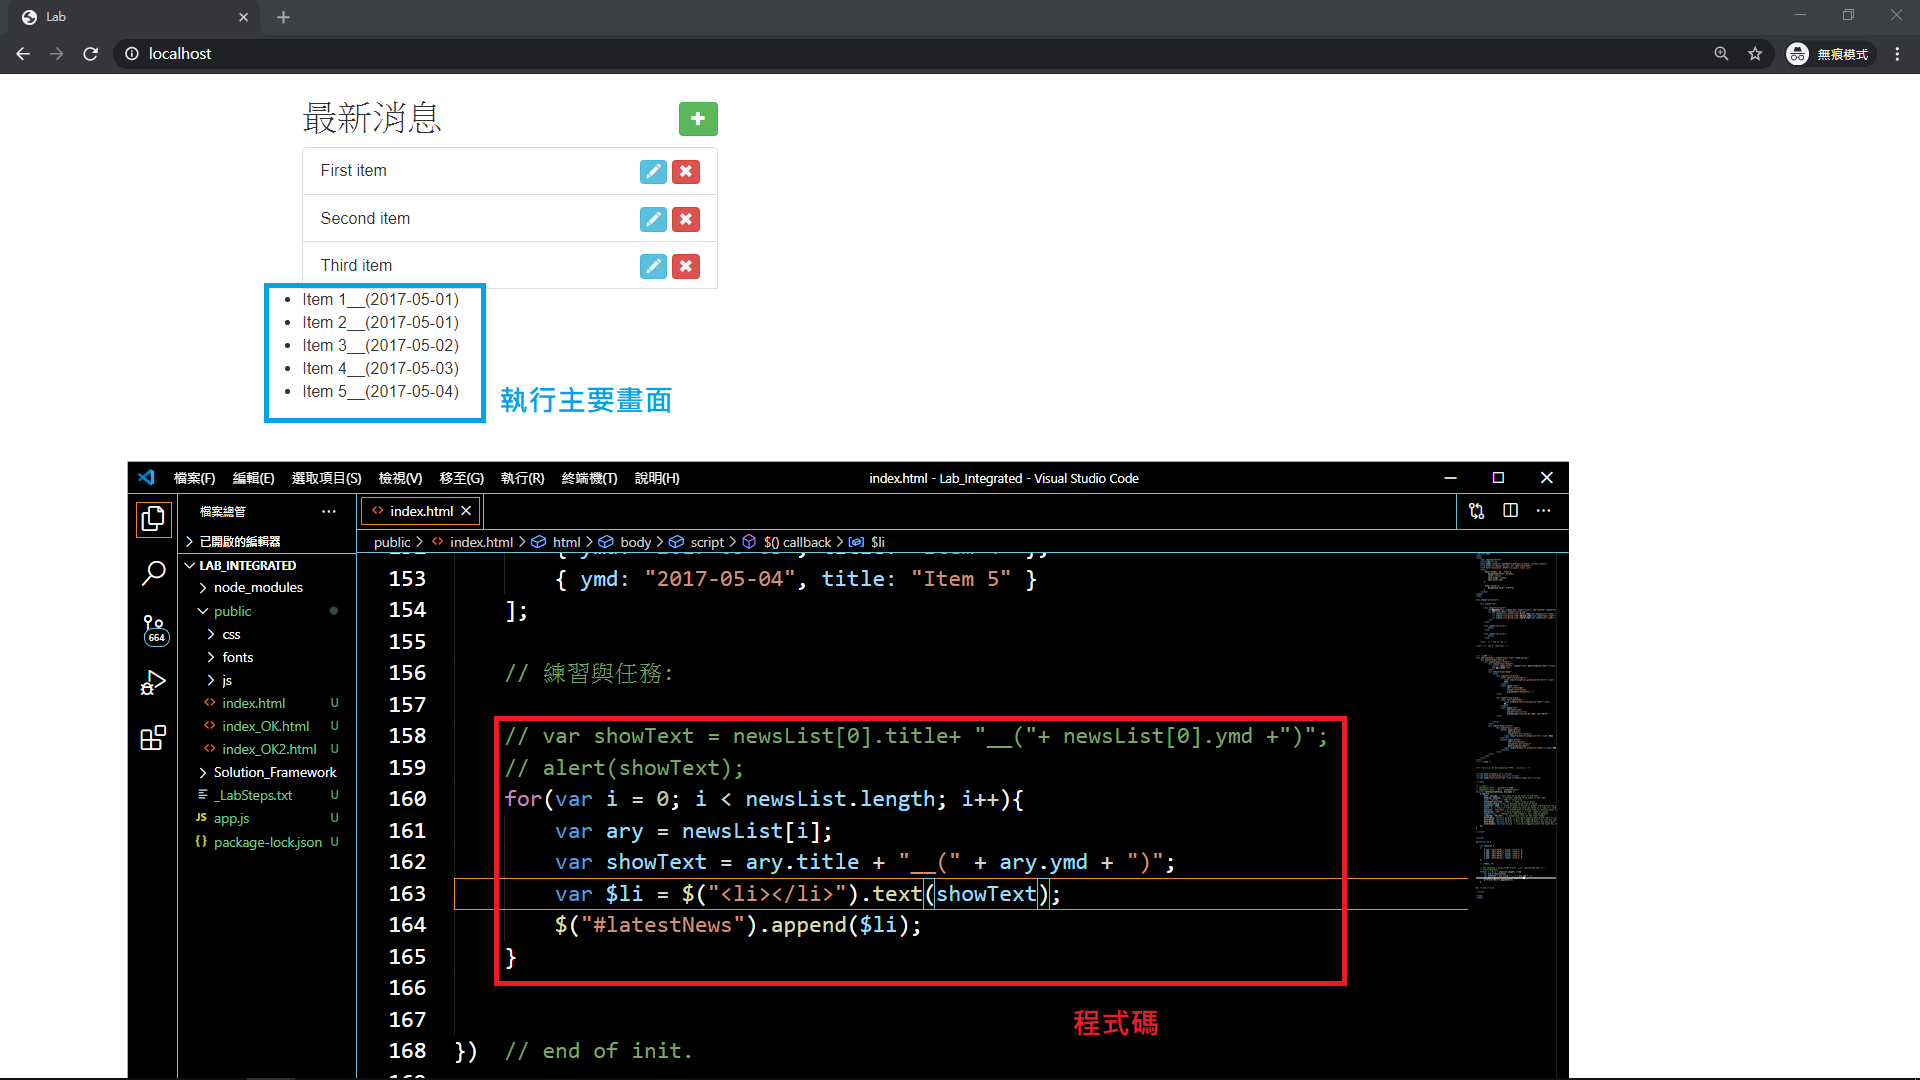 Lab
localhost
無痕模式
最新消息
First item
Second item
Third item
Item 1__(2017-05-01)
Item 2__(2017-05-01)
Item 3__(2017-05-02)
Item 4__(2017-05-03)
Item 5__(2017-05-04)
執行主要畫面
檔案(F) 編輯(E) 選取項目(S) 檢視(V) 移至(G) 執行(R) 終端機(T) 說明(H)
index.html - Lab_Integrated - Visual Studio Code
檔案總管
index.html
已開啟的編輯器
public > index.html > html > body > script > $() callback > $li
LAB_INTEGRATED
node_modules
public
css
fonts
js
index.html U
index_OK.html U
index_OK2.html U
Solution_Framework
_LabSteps.txt U
app.js U
package-lock.json U
664
153 { ymd: "2017-05-04", title: "Item 5" }
154 ];
155
156 // 練習與任務:
157
158 // var showText = newsList[0].title+ "__("+ newsList[0].ymd +")";
159 // alert(showText);
160 for(var i = 0; i < newsList.length; i++){
161 var ary = newsList[i];
162 var showText = ary.title + "__(" + ary.ymd + ")";
163 var $li = $("<li></li>").text(showText);
164 $("#latestNews").append($li);
165 }
166
167
168 }) // end of init.
程式碼